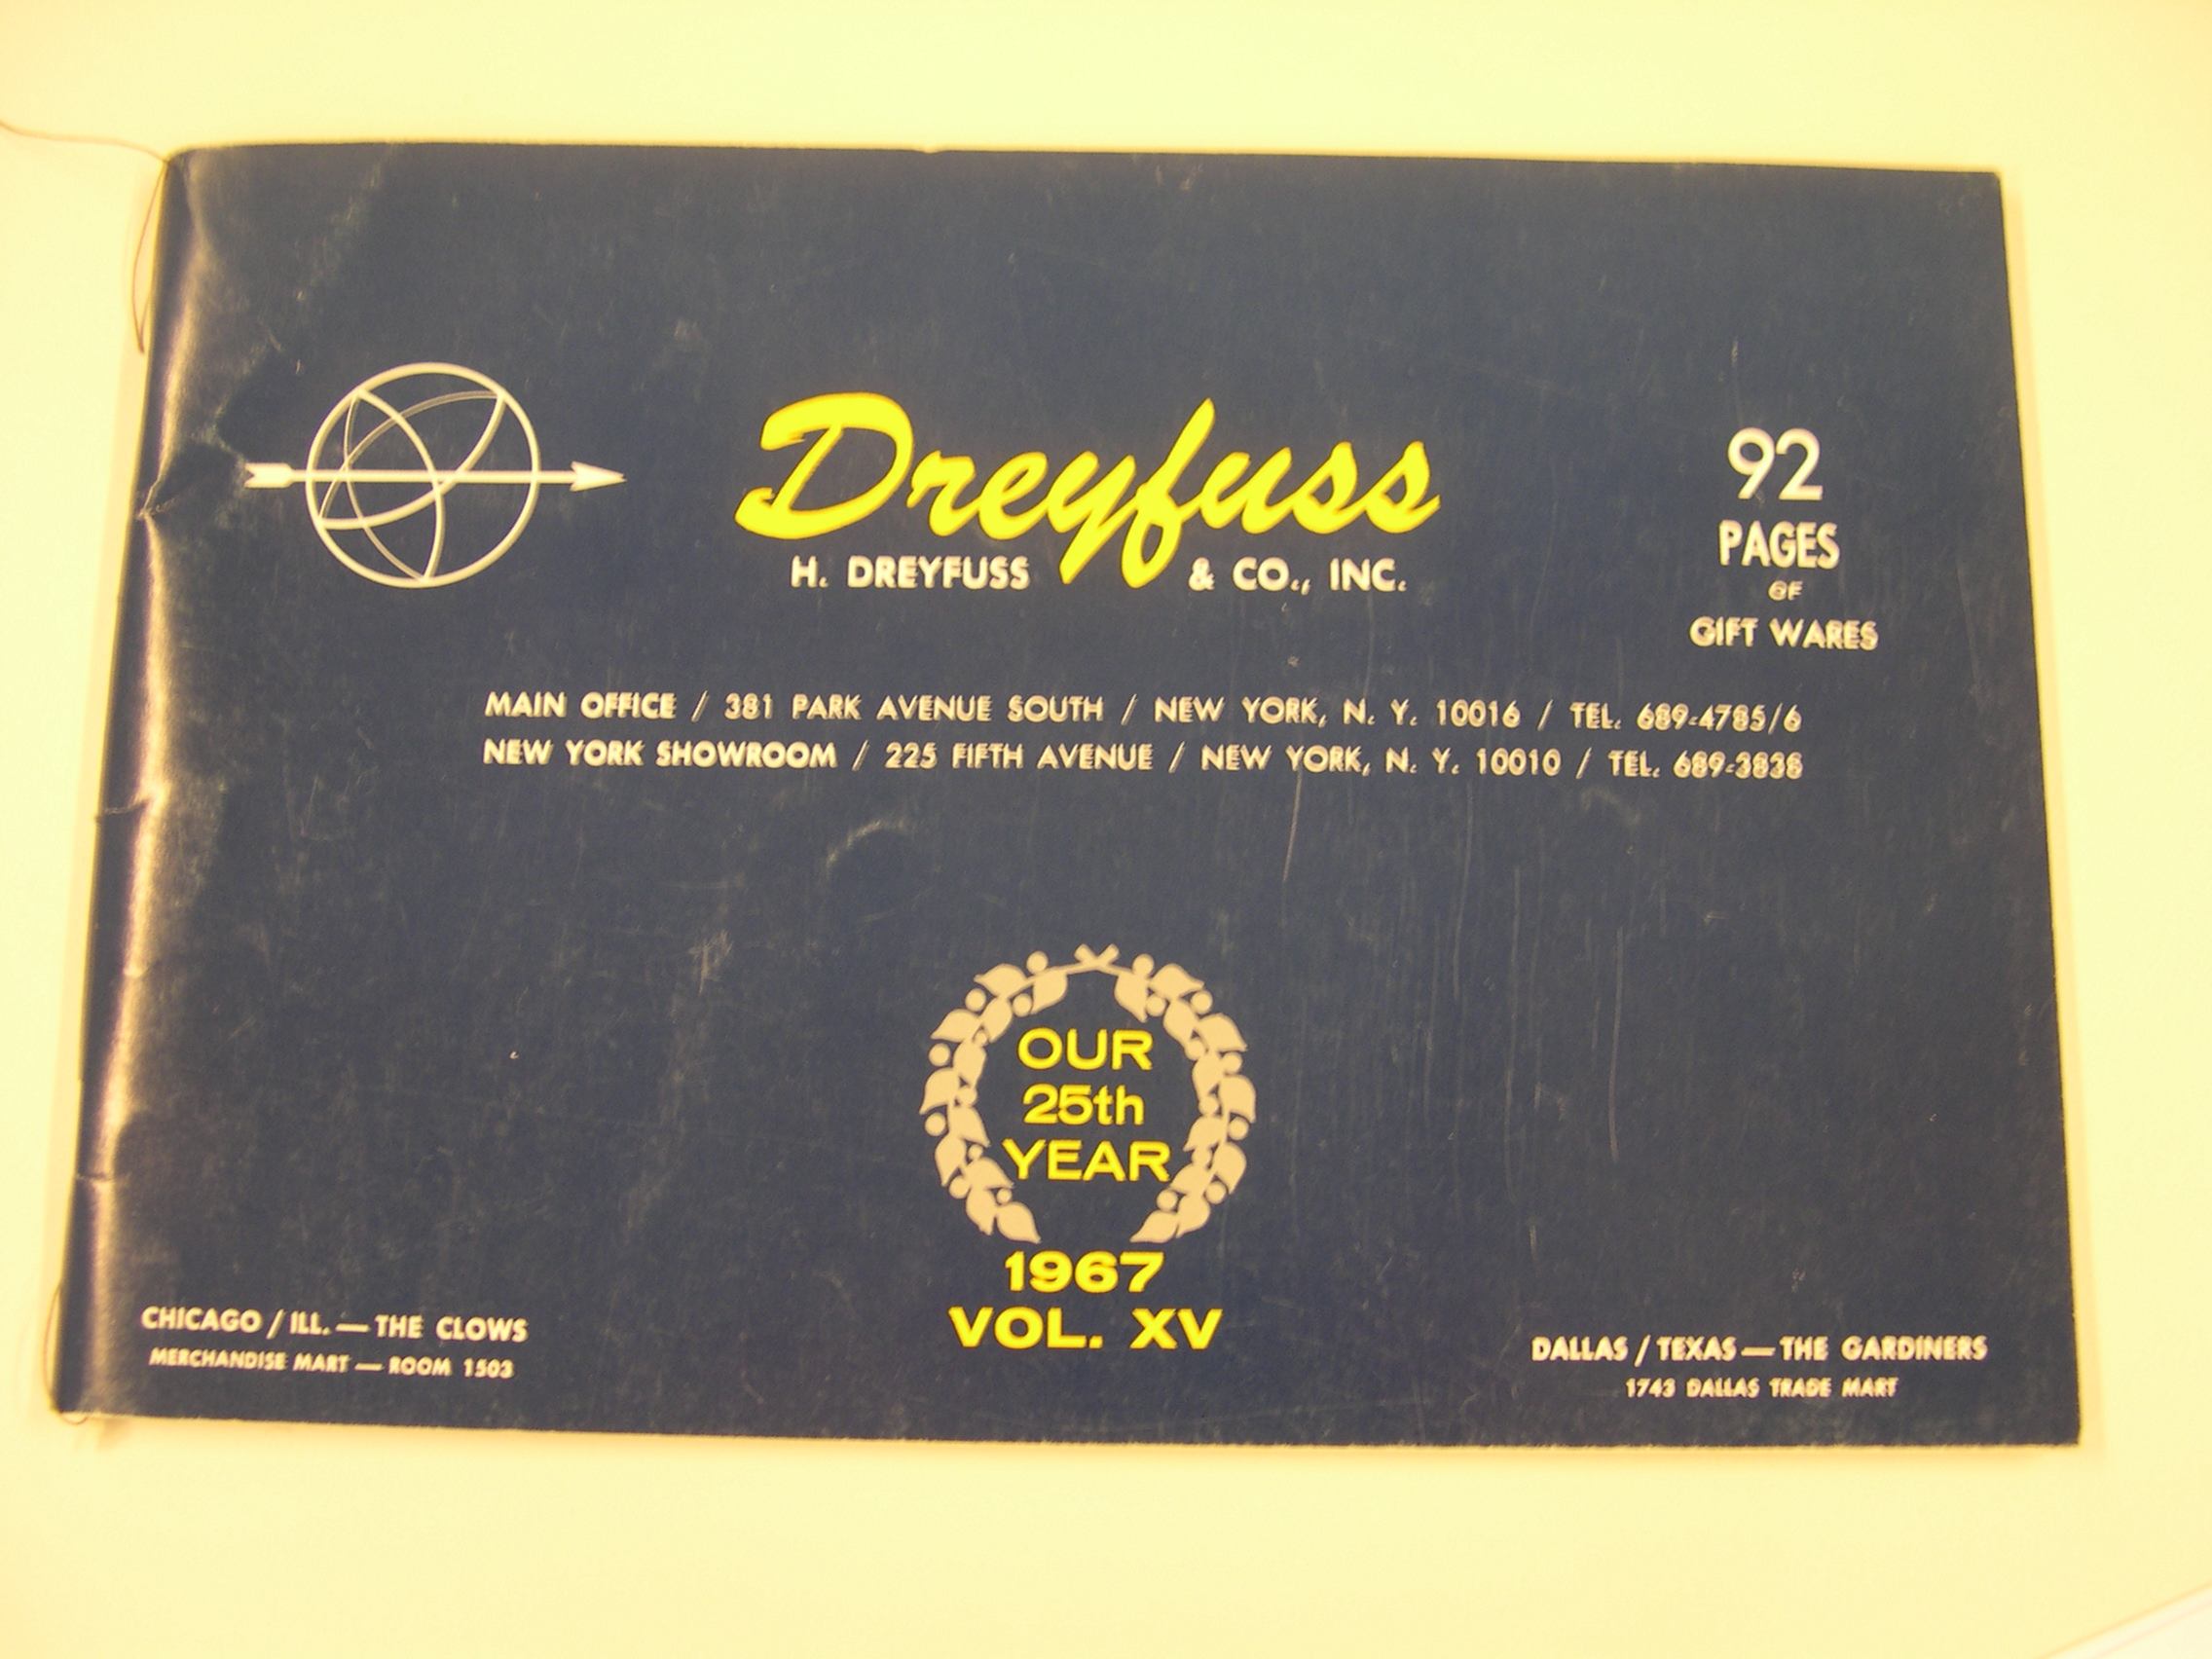 Dreyfuss
H. DREYFUSS & CO., INC.
92
PAGES
OF
GIFT WARES
MAIN OFFICE / 381 PARK AVENUE SOUTH / NEW YORK, N. Y. 10016 / TEL. 689-4785/6
NEW YORK SHOWROOM / 225 FIFTH AVENUE / NEW YORK, N. Y. 10010 / TEL. 689-3838
OUR
25th
YEAR
1967
VOL. XV
CHICAGO / ILL. — THE CLOWS
MERCHANDISE MART — ROOM 1503
DALLAS / TEXAS — THE GARDINERS
1743 DALLAS TRADE MART